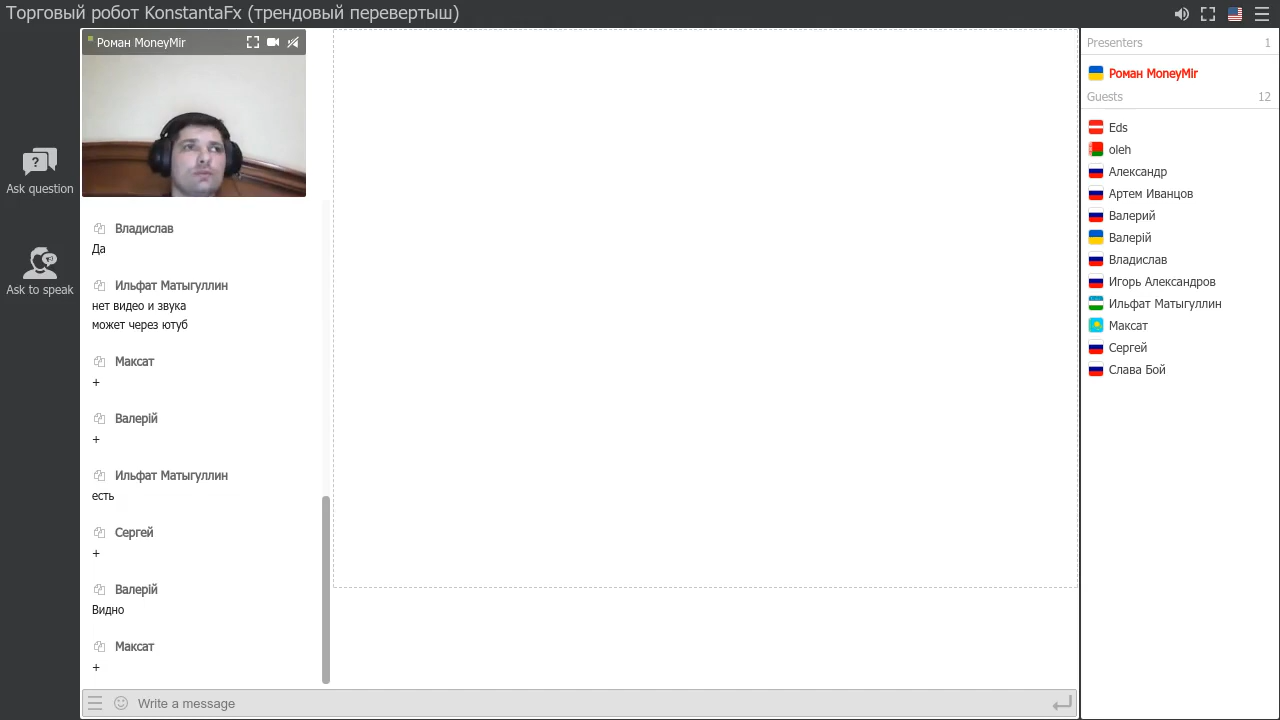 Торговый робот KonstantaFx (трендовый перевертыш)
Ask question
Ask to speak
Роман MoneyMir
Владислав
Да
Ильфат Матыгуллин
нет видео и звука
может через ютуб
Максат
+
Валерій
+
Ильфат Матыгуллин
есть
Сергей
+
Валерій
Видно
Максат
+
Write a message
Presenters 1
Роман MoneyMir
Guests 12
Eds
oleh
Александр
Артем Иванцов
Валерий
Валерій
Владислав
Игорь Александров
Ильфат Матыгуллин
Максат
Сергей
Слава Бой